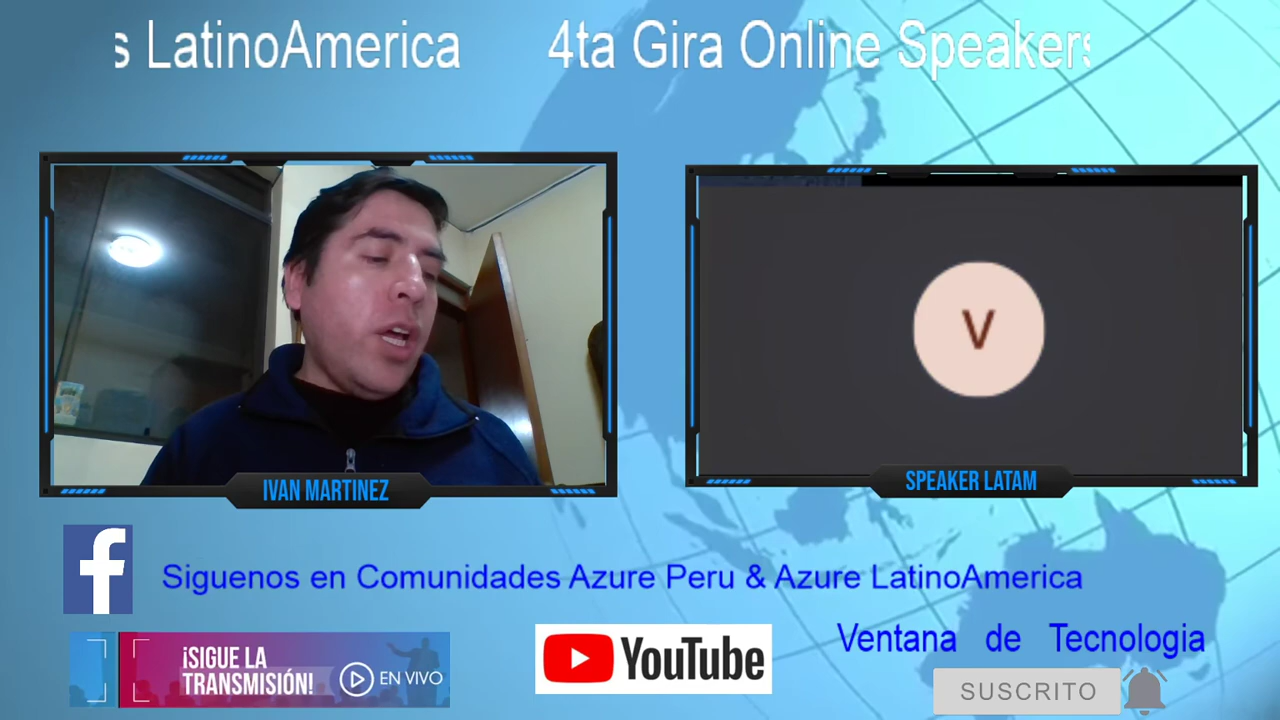 s LatinoAmerica 4ta Gira Online Speakers
V
IVAN MARTINEZ
SPEAKER LATAM
f
Siguenos en Comunidades Azure Peru & Azure LatinoAmerica
¡SIGUE LA
TRANSMISIÓN!
EN VIVO
YouTube
Ventana de Tecnologia
SUSCRITO